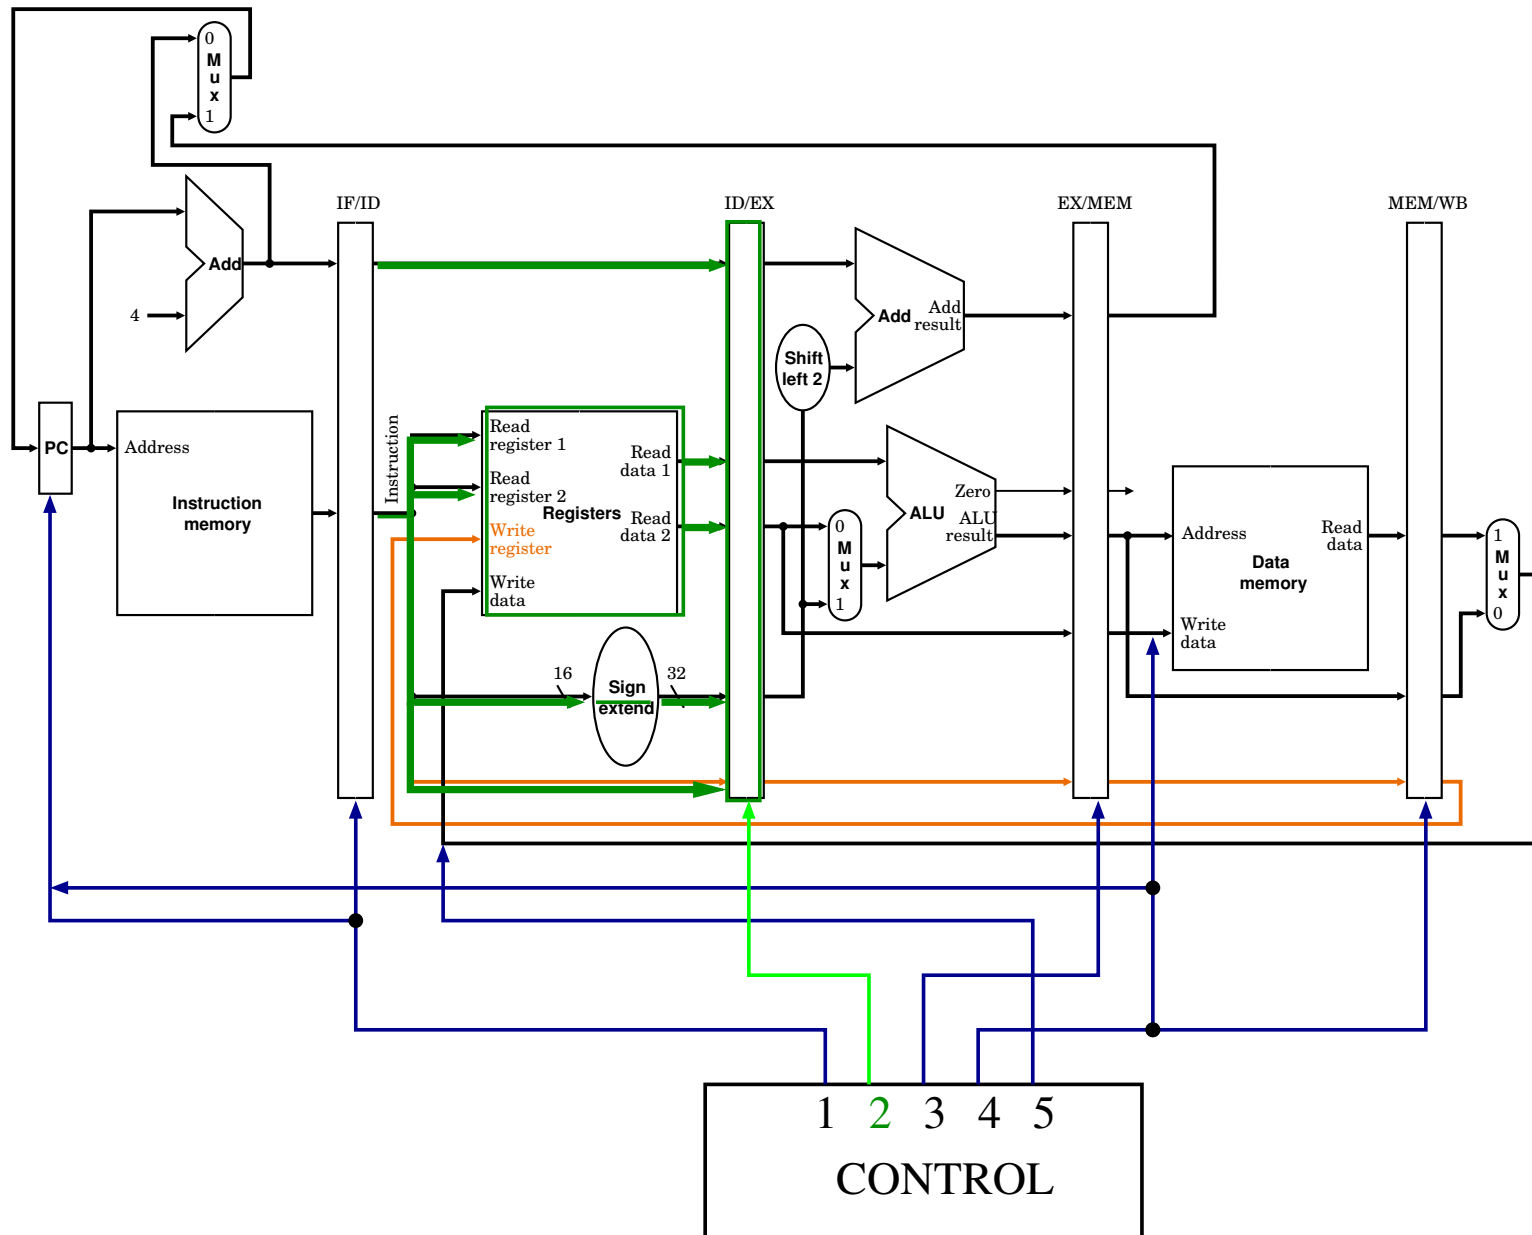 0
M
u
x
1
IF/ID
ID/EX
EX/MEM
MEM/WB
Add
4
Add
Add
result
Shift
left 2
PC
Address
Instruction
memory
Instruction
Read
register 1
Read
register 2
Write
register
Write
data
Registers
Read
data 1
Read
data 2
16
Sign
extend
32
0
M
u
x
1
Zero
ALU
ALU
result
Address
Read
data
Data
memory
Write
data
1
M
u
x
0
1 2 3 4 5
CONTROL